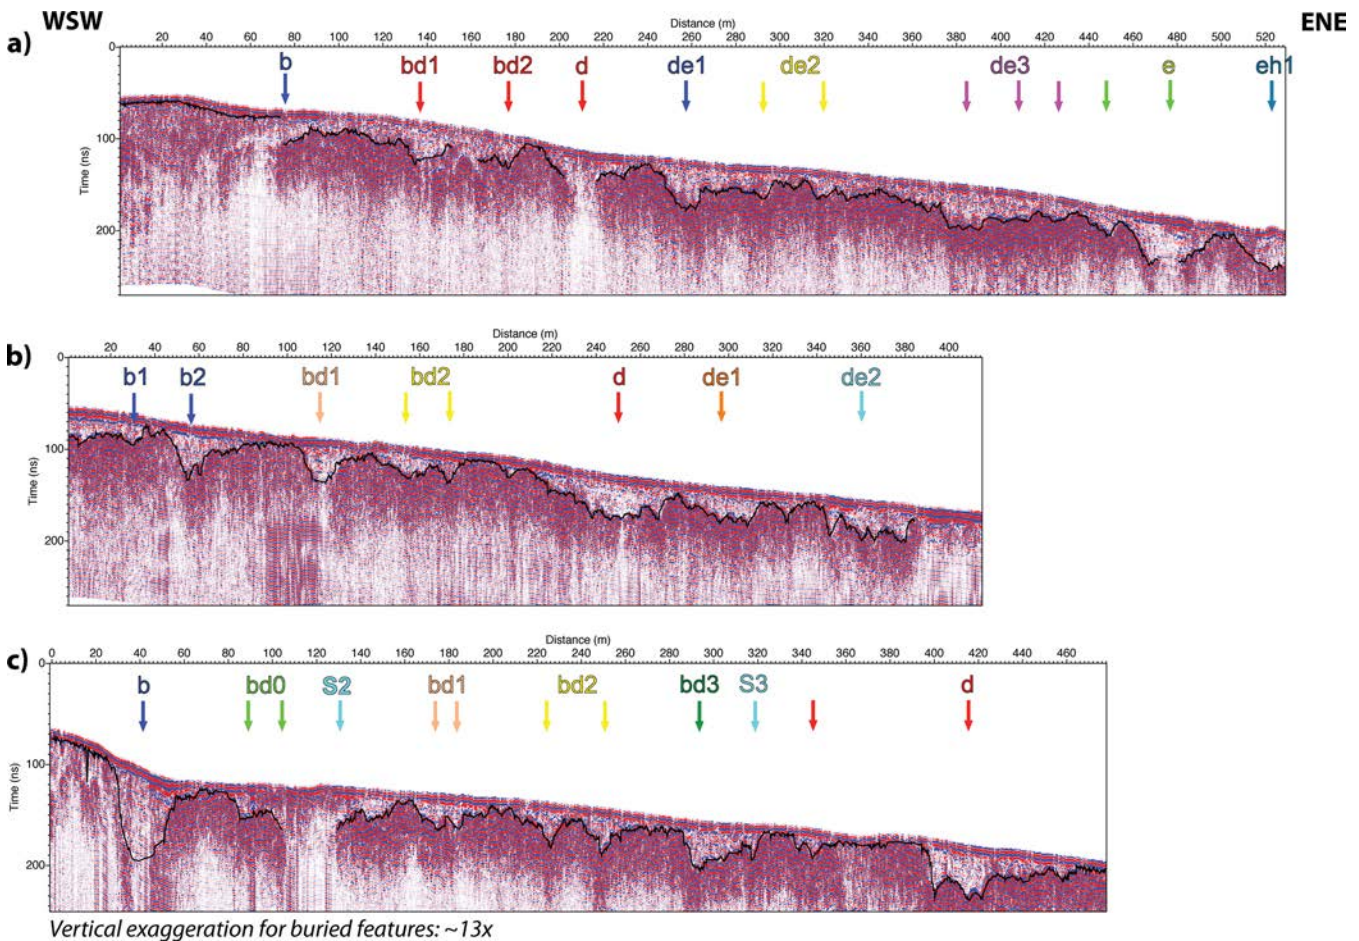 WSW
ENE
a)
Distance (m)
20 40 60 80 100 120 140 160 180 200 220 240 260 280 300 320 340 360 380 400 420 440 460 480 500 520
0
b bd1 bd2 d de1 de2 de3 e eh1
100
Time (ns)
200
b)
Distance (m)
20 40 60 80 100 120 140 160 180 200 220 240 260 280 300 320 340 360 380 400
0
b1 b2 bd1 bd2 d de1 de2
100
Time (ns)
200
c)
Distance (m)
0 20 40 60 80 100 120 140 160 180 200 220 240 260 280 300 320 340 360 380 400 420 440 460
0
b bd0 S2 bd1 bd2 bd3 S3 d
100
Time (ns)
200
Vertical exaggeration for buried features: ~13x